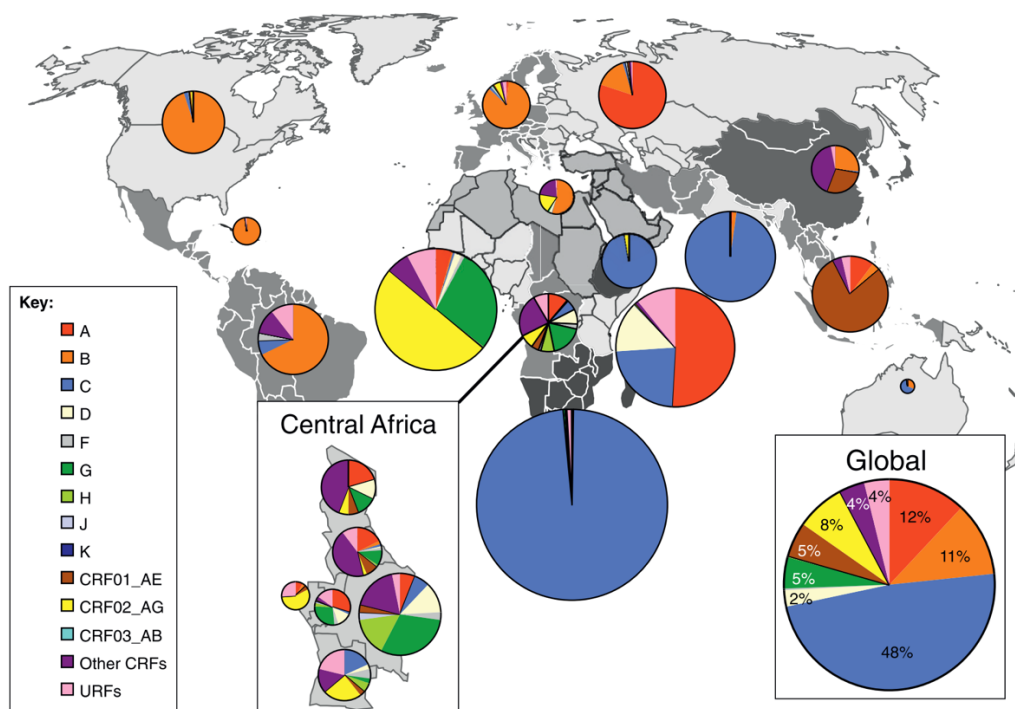 Key:
A
B
C
D
F
G
H
J
K
CRF01_AE
CRF02_AG
CRF03_AB
Other CRFs
URFs
Central Africa
Global
4%
4%
12%
8%
11%
5%
5%
2%
48%